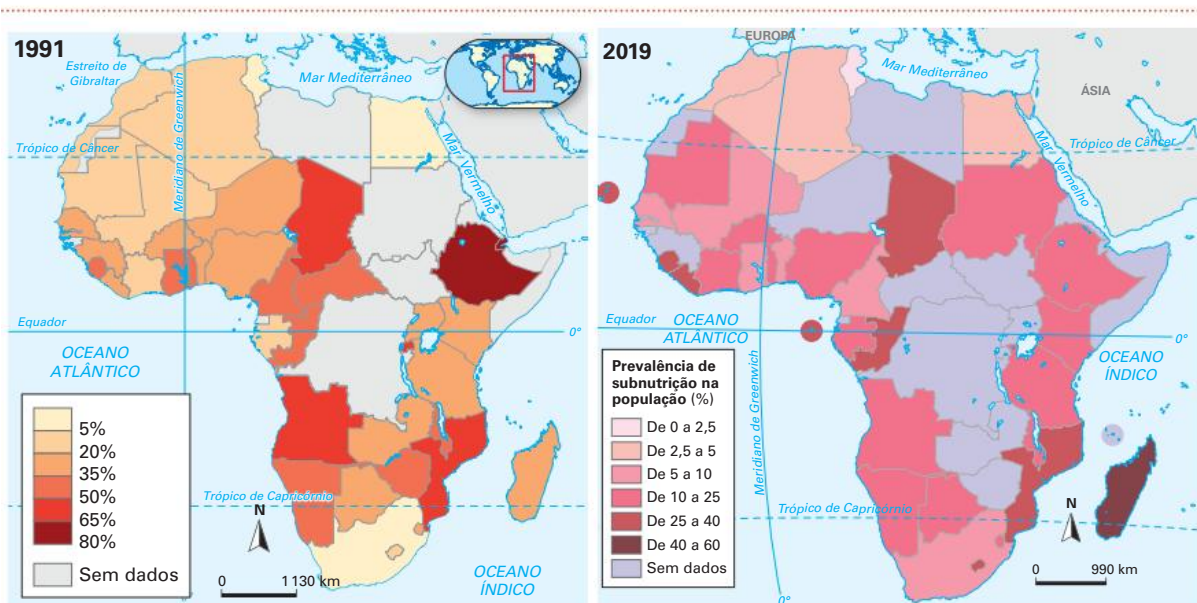 1991
Estreito de
Gibraltar
Mar Mediterrâneo
Meridiano de Greenwich
Trópico de Câncer
Mar Vermelho
Equador
0°
OCEANO
ATLÂNTICO
5%
20%
35%
50%
65%
80%
Sem dados
Trópico de Capricórnio
N
0
1 130 km
OCEANO
ÍNDICO
0°
2019
EUROPA
Mar Mediterrâneo
ÁSIA
Trópico de Câncer
Mar Vermelho
Equador
OCEANO
ATLÂNTICO
0°
OCEANO
ÍNDICO
Prevalência de
subnutrição na
população (%)
De 0 a 2,5
De 2,5 a 5
De 5 a 10
De 10 a 25
De 25 a 40
De 40 a 60
Sem dados
Meridiano de Greenwich
Trópico de Capricórnio
N
0
990 km
0°